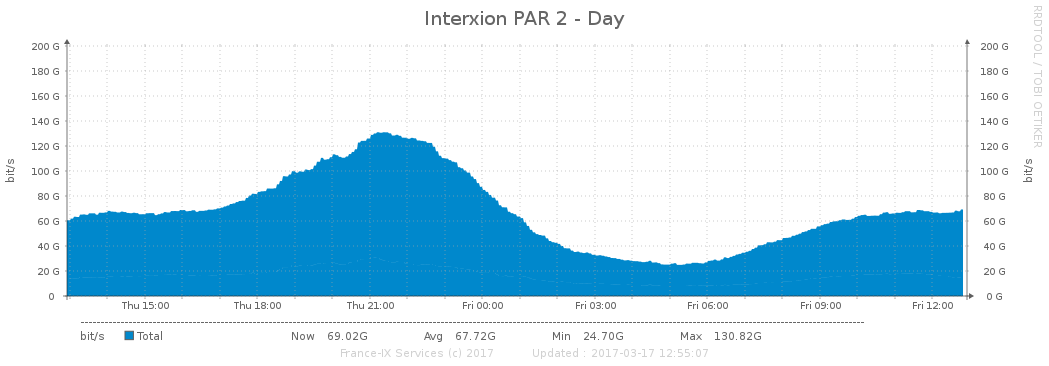 Interxion PAR 2 - Day
RRDTOOL / TOBI OETIKER
bit/s
bit/s
200 G 200 G
180 G 180 G
160 G 160 G
140 G 140 G
120 G 120 G
100 G 100 G
80 G 80 G
60 G 60 G
40 G 40 G
20 G 20 G
0 0 G
Thu 15:00 Thu 18:00 Thu 21:00 Fri 00:00 Fri 03:00 Fri 06:00 Fri 09:00 Fri 12:00
bit/s Total Now 69.02G Avg 67.72G Min 24.70G Max 130.82G
France-IX Services (c) 2017 Updated : 2017-03-17 12:55:07